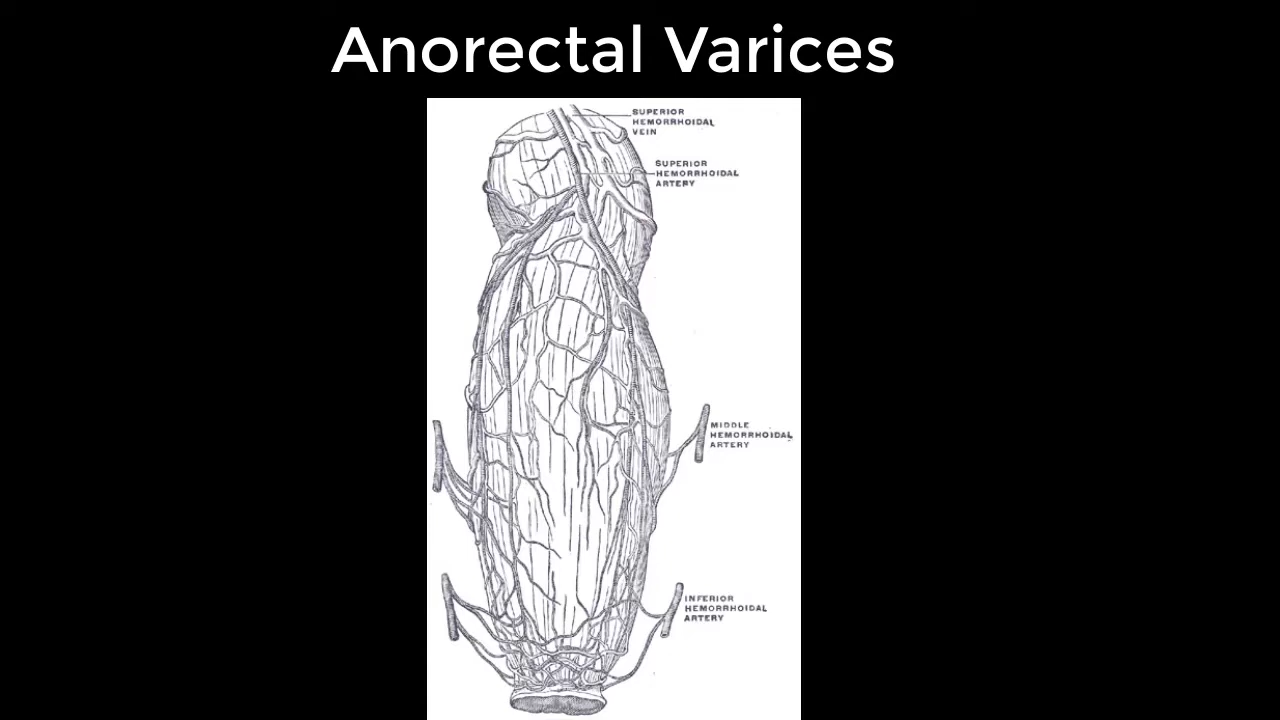 Anorectal Varices
SUPERIOR
HEMORRHOIDAL
VEIN
SUPERIOR
HEMORRHOIDAL
ARTERY
MIDDLE
HEMORRHOIDAL
ARTERY
INFERIOR
HEMORRHOIDAL
ARTERY